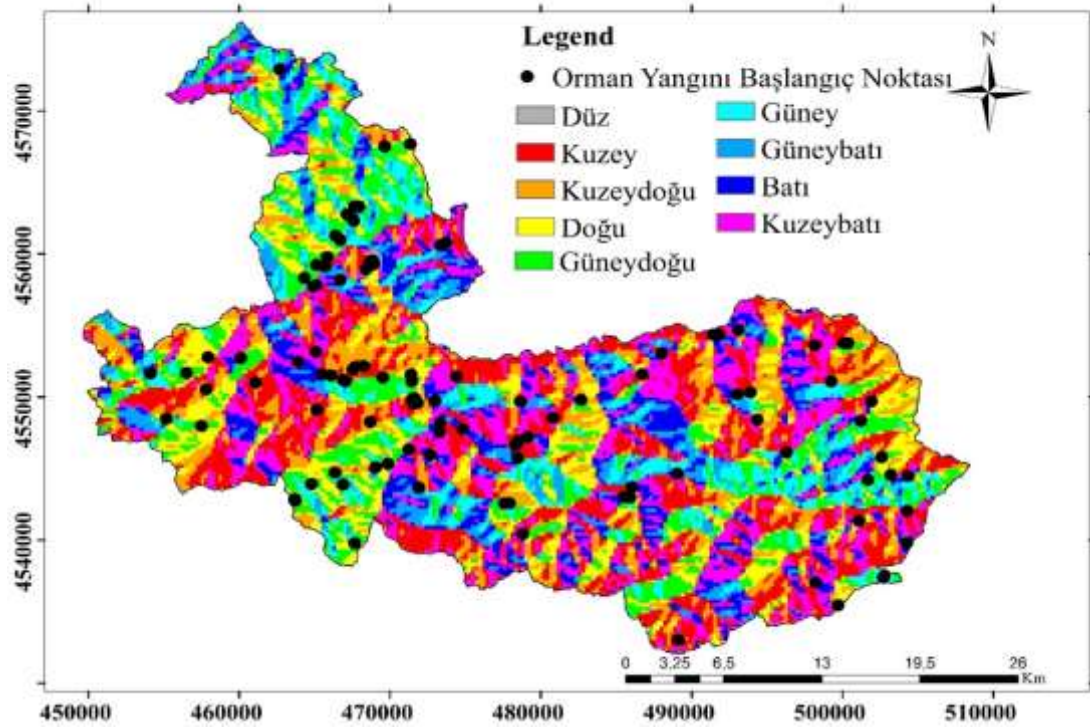 Legend
N
Orman Yangını Başlangıç Noktası
Düz
Kuzey
Kuzeydoğu
Doğu
Güneydoğu
Güney
Güneybatı
Batı
Kuzeybatı
4570000
4560000
4550000
4540000
0 3,25 6,5 13 19,5 26
Km
450000 460000 470000 480000 490000 500000 510000